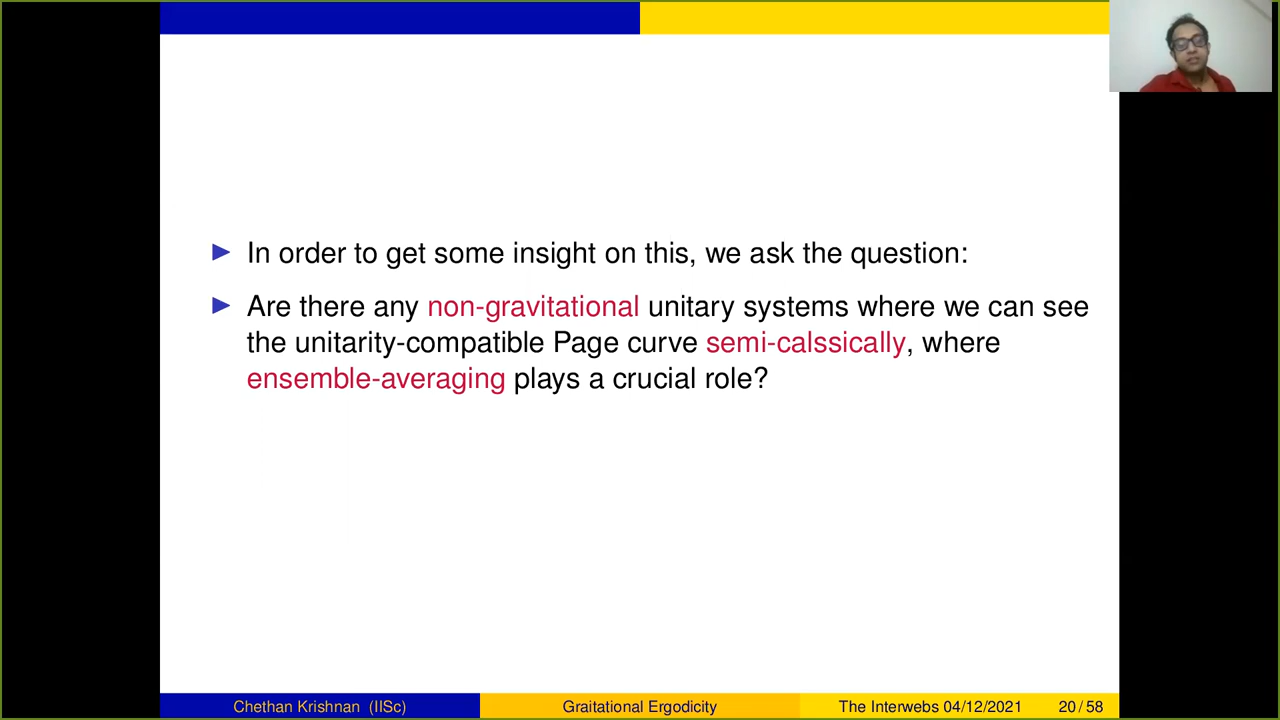 In order to get some insight on this, we ask the question:
Are there any non-gravitational unitary systems where we can see
the unitarity-compatible Page curve semi-calssically, where
ensemble-averaging plays a crucial role?
Chethan Krishnan (IISc) Graitational Ergodicity The Interwebs 04/12/2021 20 / 58